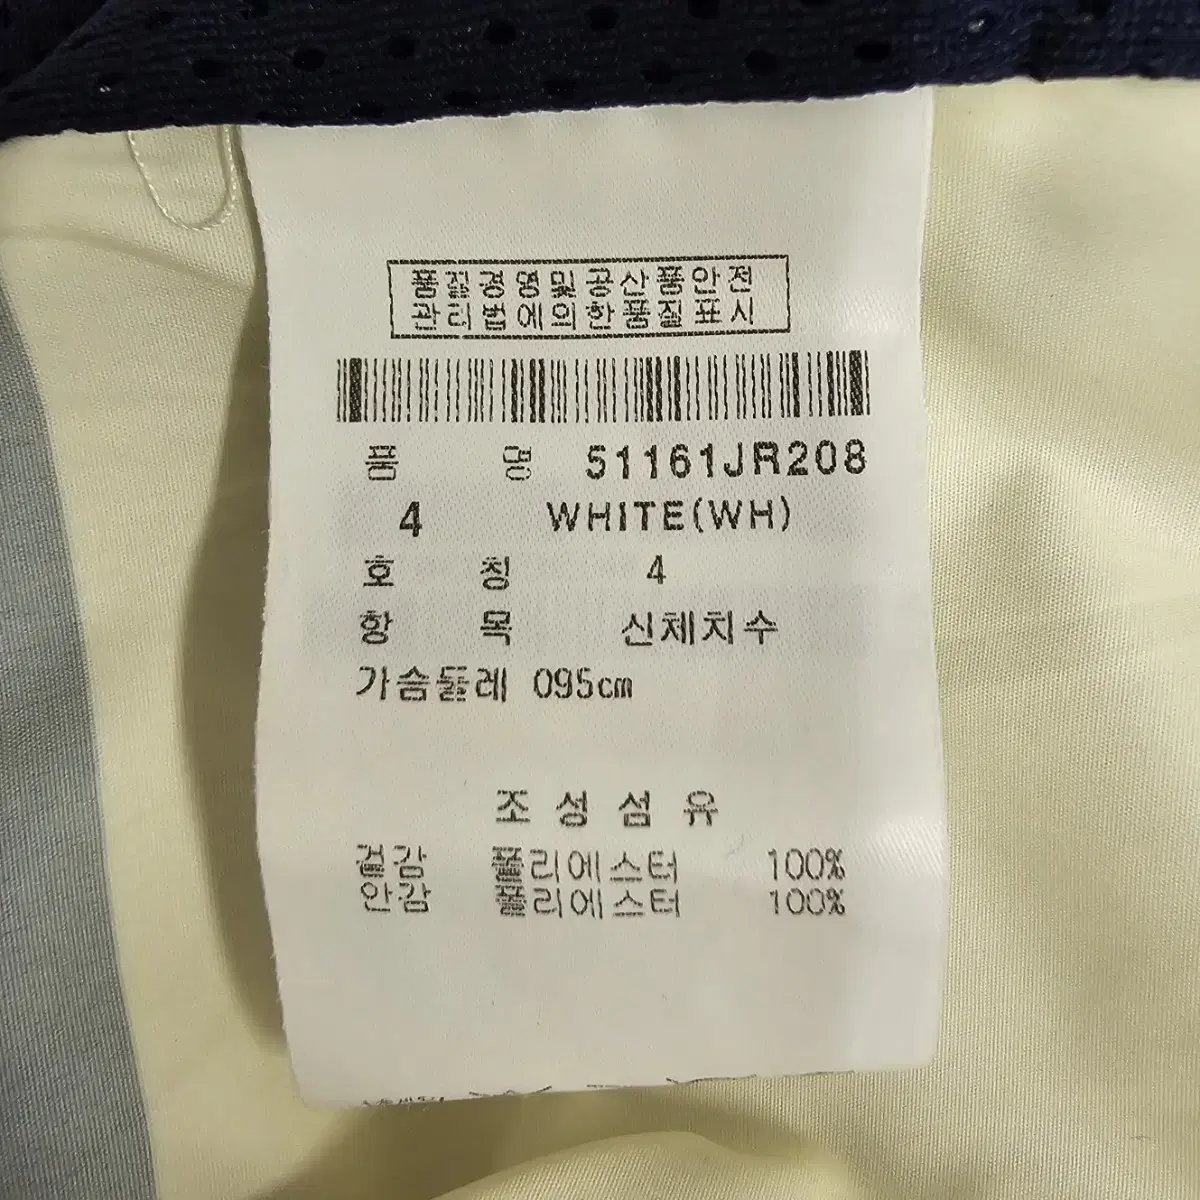 품질경영및공산품안전
관리법에의한품질표시
품 명 51161JR208
4 WHITE(WH)
호 칭 4
항 목 신체치수
가슴둘레 095cm
조성섬유
겉감 폴리에스터 100%
안감 폴리에스터 100%